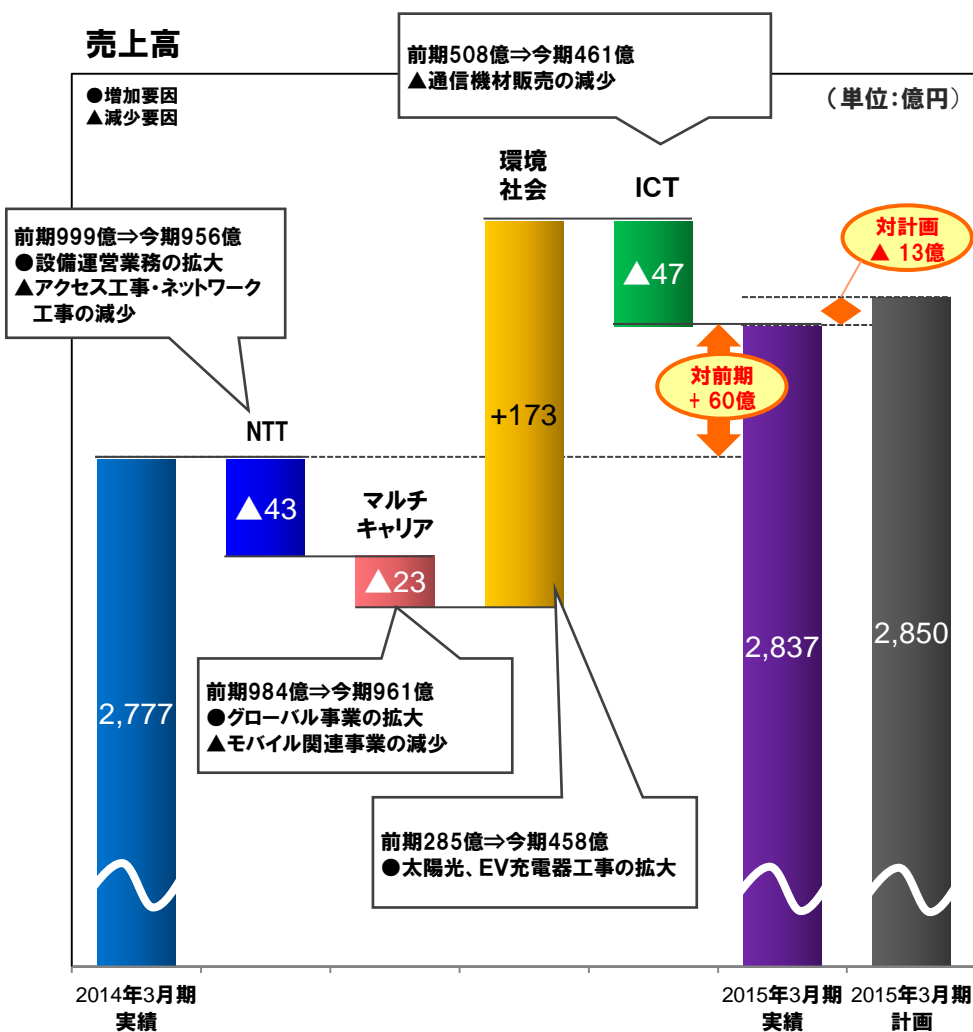 売上高
(単位:億円)
●増加要因
▲減少要因
前期508億⇒今期461億
▲通信機材販売の減少
前期999億⇒今期956億
●設備運営業務の拡大
▲アクセス工事・ネットワーク
工事の減少
環境
社会
ICT
対計画
▲ 13億
▲47
対前期
+ 60億
+173
NTT
▲43
マルチ
キャリア
▲23
2,777
2,837
2,850
前期984億⇒今期961億
●グローバル事業の拡大
▲モバイル関連事業の減少
前期285億⇒今期458億
●太陽光、EV充電器工事の拡大
2014年3月期
実績
2015年3月期
実績
2015年3月期
計画